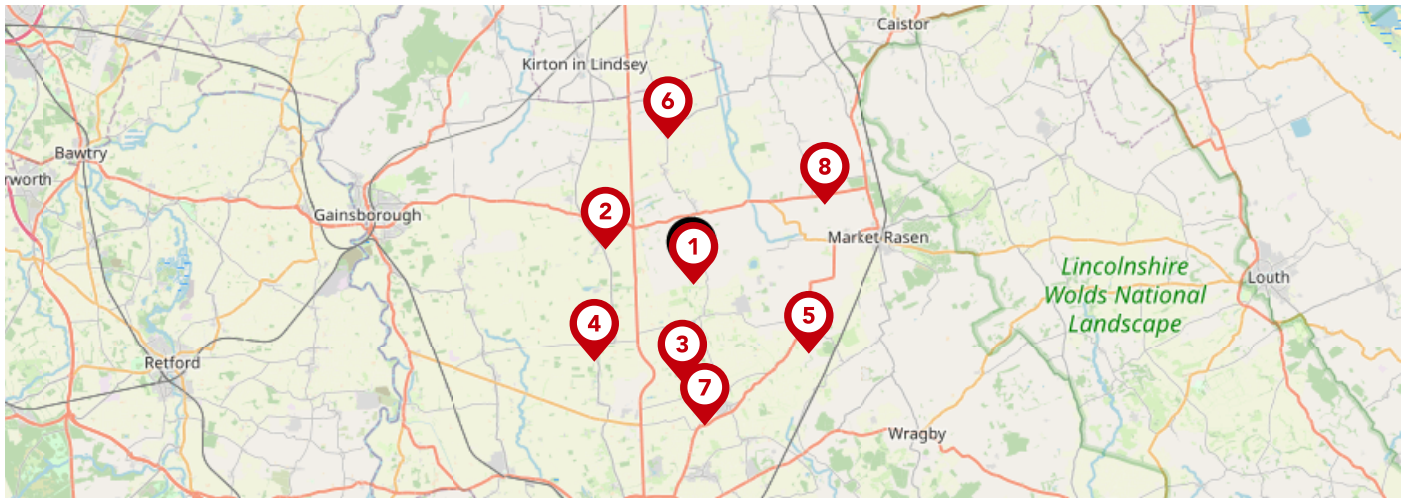 Caistor
Kirton in Lindsey
6
Bawtry
rworth
8
2
Gainsborough
1
Market Rasen
Lincolnshire
Wolds National
Landscape
Louth
4
5
3
Retford
7
Wragby